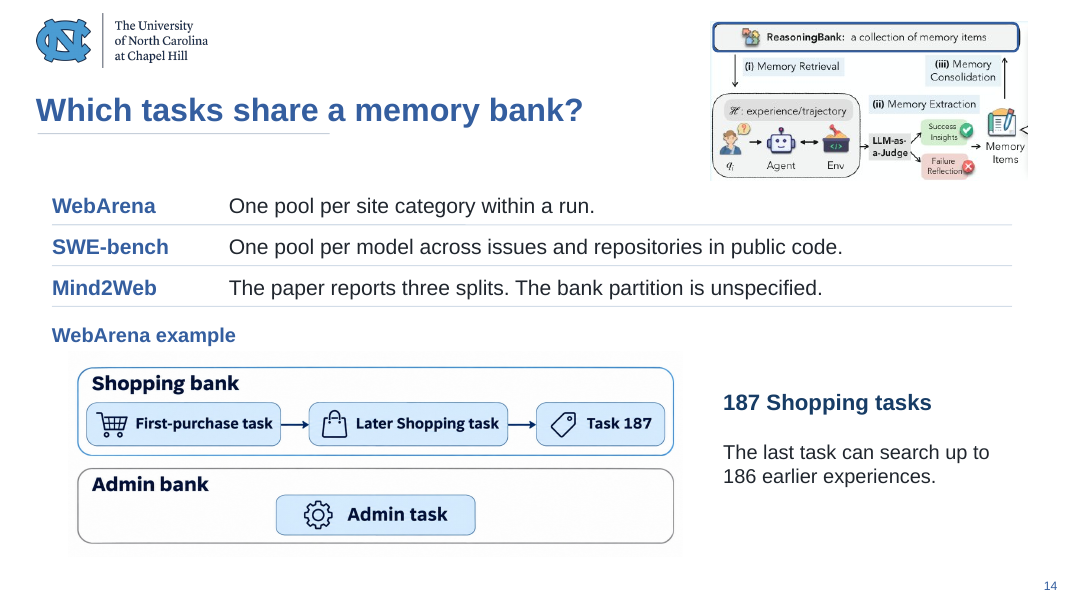 The University
of North Carolina
at Chapel Hill
ReasoningBank: a collection of memory items
(i) Memory Retrieval
(iii) Memory
Consolidation
(ii) Memory Extraction
ℋ: experience/trajectory
Success
Insights
LLM-as-
a-Judge
Failure
Reflection
Memory
Items
qᵢ
Agent
Env
Which tasks share a memory bank?
WebArena One pool per site category within a run.
SWE-bench One pool per model across issues and repositories in public code.
Mind2Web The paper reports three splits. The bank partition is unspecified.
WebArena example
Shopping bank
First-purchase task
Later Shopping task
Task 187
Admin bank
Admin task
187 Shopping tasks
The last task can search up to
186 earlier experiences.
14